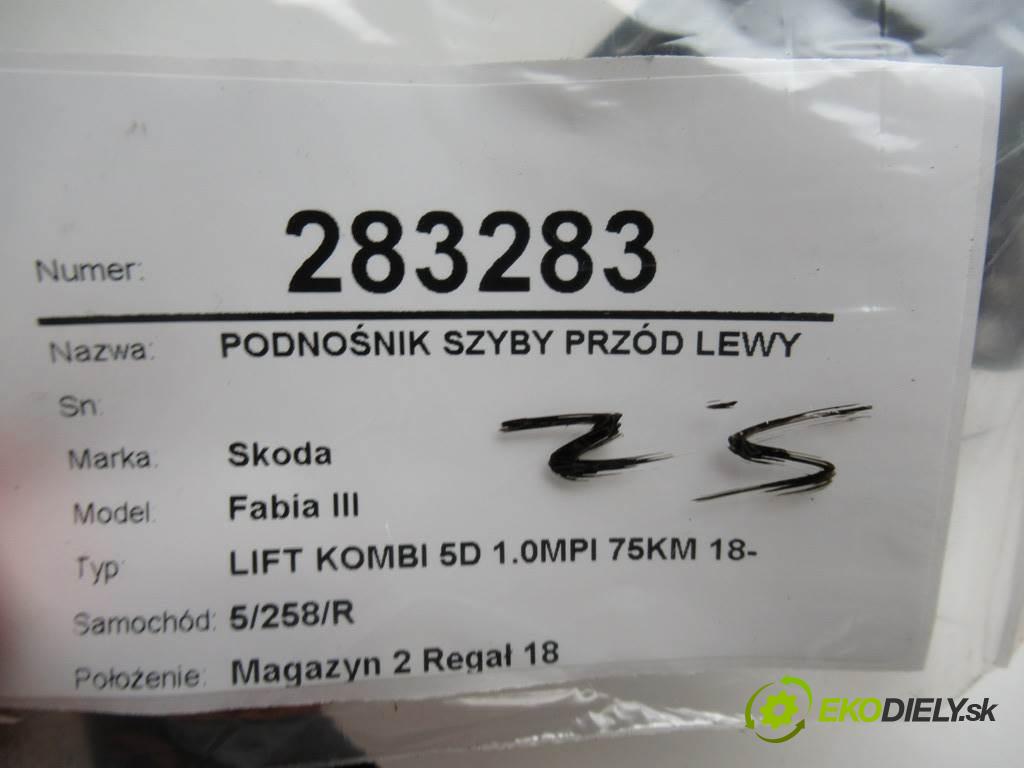 Numer: 283283
Nazwa: PODNOŚNIK SZYBY PRZÓD LEWY
Sn:
Marka: Skoda
Model: Fabia III
Typ: LIFT KOMBI 5D 1.0MPI 75KM 18-
Samochód: 5/258/R
Położenie: Magazyn 2 Regał 18
EKODIELY.sk